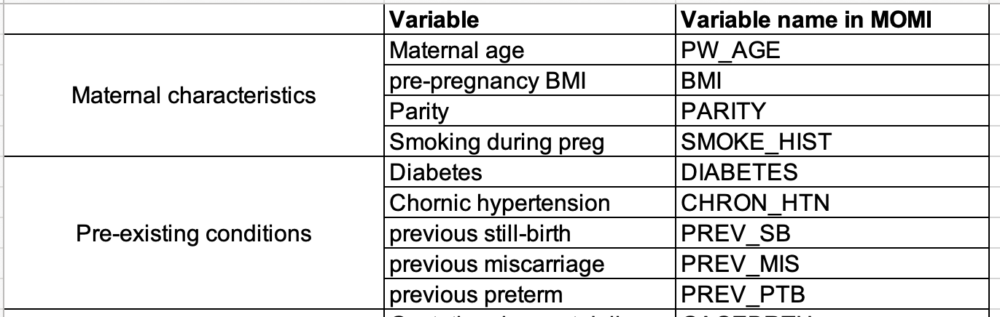 Variable Variable name in MOMI
Maternal characteristics
Maternal age PW_AGE
pre-pregnancy BMI BMI
Parity PARITY
Smoking during preg SMOKE_HIST
Pre-existing conditions
Diabetes DIABETES
Chornic hypertension CHRON_HTN
previous still-birth PREV_SB
previous miscarriage PREV_MIS
previous preterm PREV_PTB